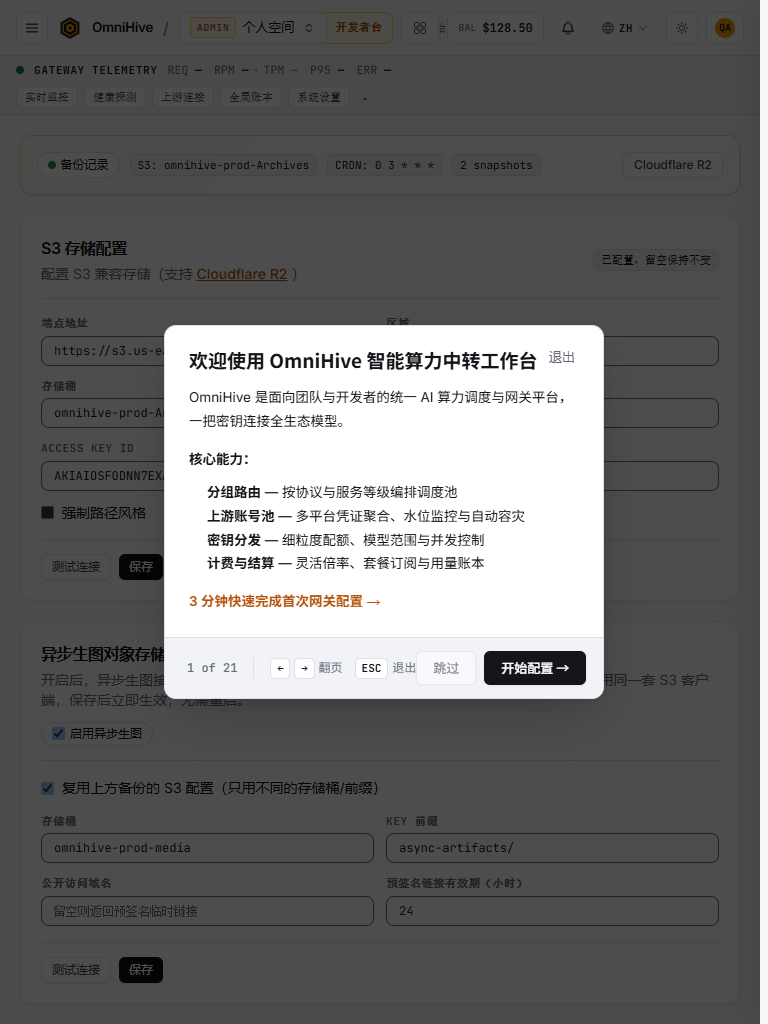 OmniHive / ADMIN 个人空间 开发者台 BAL $128.50 ZH QA
GATEWAY TELEMETRY REQ — RPM — · TPM — P95 — ERR —
实时监控 健康探测 上游连接 全局账本 系统设置
备份记录 S3: omnihive-prod-Archives CRON: 0 3 * * * 2 snapshots Cloudflare R2
S3 存储配置
配置 S3 兼容存储（支持 Cloudflare R2 ）
已配置，留空保持不变
端点地址 区域
https://s3.us-ea
存储桶
omnihive-prod-Ar
ACCESS KEY ID
AKIAIOSFODNN7EXA
强制路径风格
测试连接 保存
欢迎使用 OmniHive 智能算力中转工作台 退出
OmniHive 是面向团队与开发者的统一 AI 算力调度与网关平台，
一把密钥连接全生态模型。
核心能力：
分组路由 — 按协议与服务等级编排调度池
上游账号池 — 多平台凭证聚合、水位监控与自动容灾
密钥分发 — 细粒度配额、模型范围与并发控制
计费与结算 — 灵活倍率、套餐订阅与用量账本
3 分钟快速完成首次网关配置 →
1 of 21 ← → 翻页 ESC 退出 跳过 开始配置 →
异步生图对象存储
开启后，异步生图接 用同一套 S3 客户
端，保存后立即生效，无需重启。
启用异步生图
复用上方备份的 S3 配置（只用不同的存储桶/前缀）
存储桶 KEY 前缀
omnihive-prod-media async-artifacts/
公开访问域名 预签名链接有效期（小时）
留空则返回预签名临时链接 24
测试连接 保存